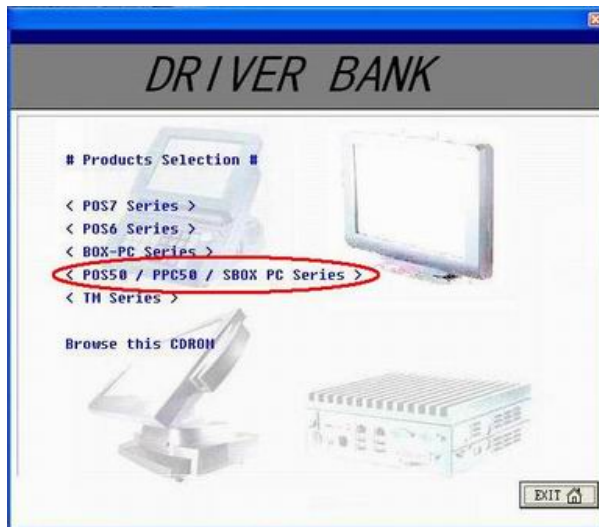 DRIVER BANK
# Products Selection #
< POS7 Series >
< POS6 Series >
< BOX-PC Series >
< POS50 / PPC50 / SBOX PC Series >
< TM Series >
Browse this CDROM
EXIT